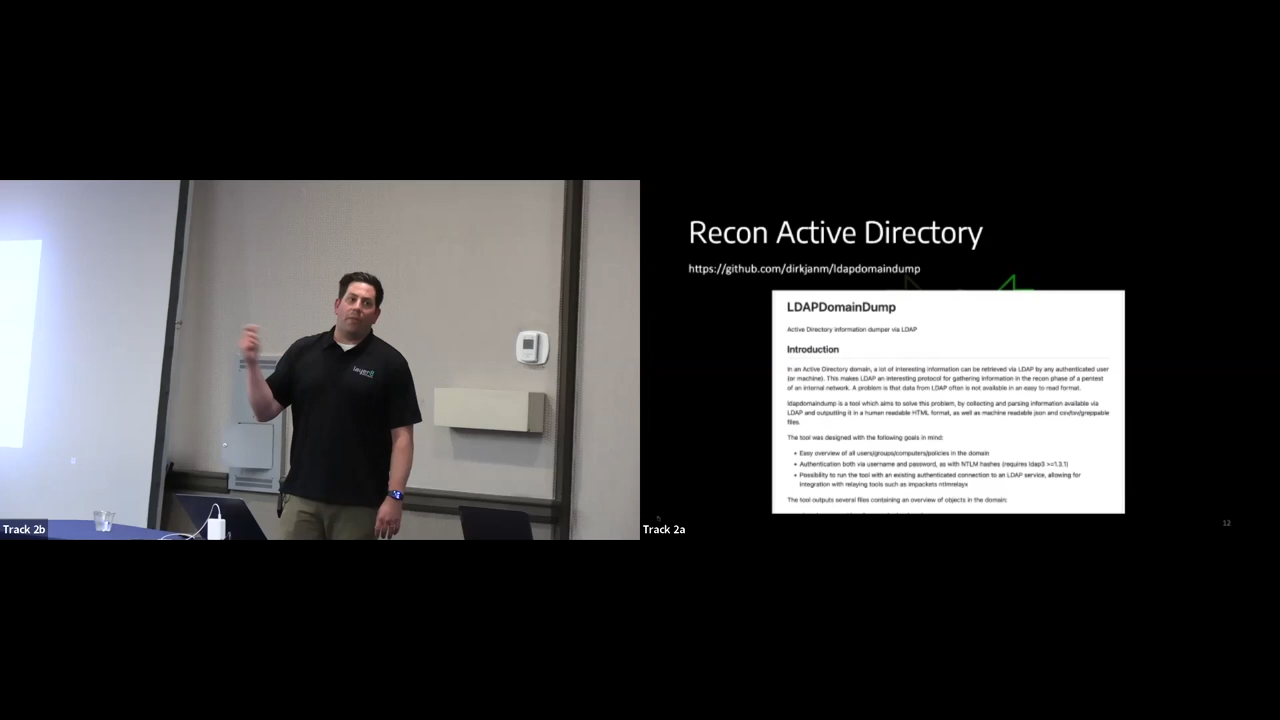 layer8
Track 2b
Recon Active Directory
https://github.com/dirkjanm/ldapdomaindump
LDAPDomainDump
Active Directory information dumper via LDAP
Introduction
In an Active Directory domain, a lot of interesting information can be retrieved via LDAP by any authenticated user
(or machine). This makes LDAP an interesting protocol for gathering information in the recon phase of a pentest
of an internal network. A problem is that data from LDAP often is not available in an easy to read format.
ldapdomaindump is a tool which aims to solve this problem, by collecting and parsing information available via
LDAP and outputting it in a human readable HTML format, as well as machine readable json and csv/tsv/greppable
files.
The tool was designed with the following goals in mind:
• Easy overview of all users/groups/computers/policies in the domain
• Authentication both via username and password, as with NTLM hashes (requires ldap3 >=1.3.1)
• Possibility to run the tool with an existing authenticated connection to an LDAP service, allowing for
integration with relaying tools such as impackets ntlmrelayx
The tool outputs several files containing an overview of objects in the domain:
12
Track 2a